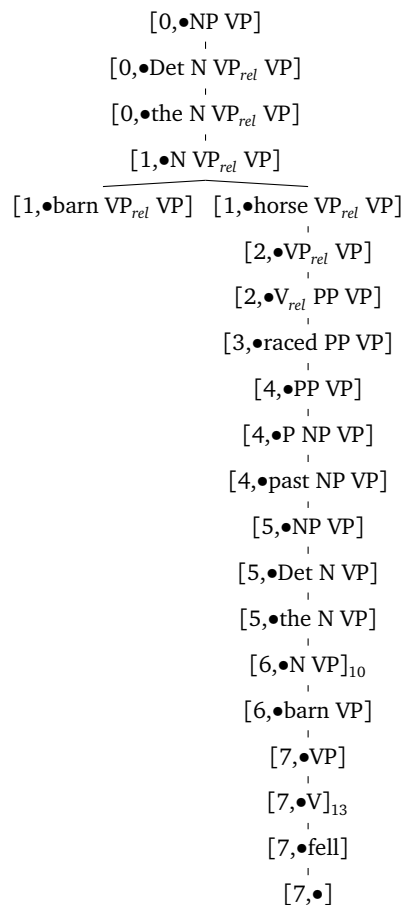 [0,•NP VP]
[0,•Det N VP_rel VP]
[0,•the N VP_rel VP]
[1,•N VP_rel VP]
[1,•barn VP_rel VP] [1,•horse VP_rel VP]
[2,•VP_rel VP]
[2,•V_rel PP VP]
[3,•raced PP VP]
[4,•PP VP]
[4,•P NP VP]
[4,•past NP VP]
[5,•NP VP]
[5,•Det N VP]
[5,•the N VP]
[6,•N VP]_10
[6,•barn VP]
[7,•VP]
[7,•V]_13
[7,•fell]
[7,•]